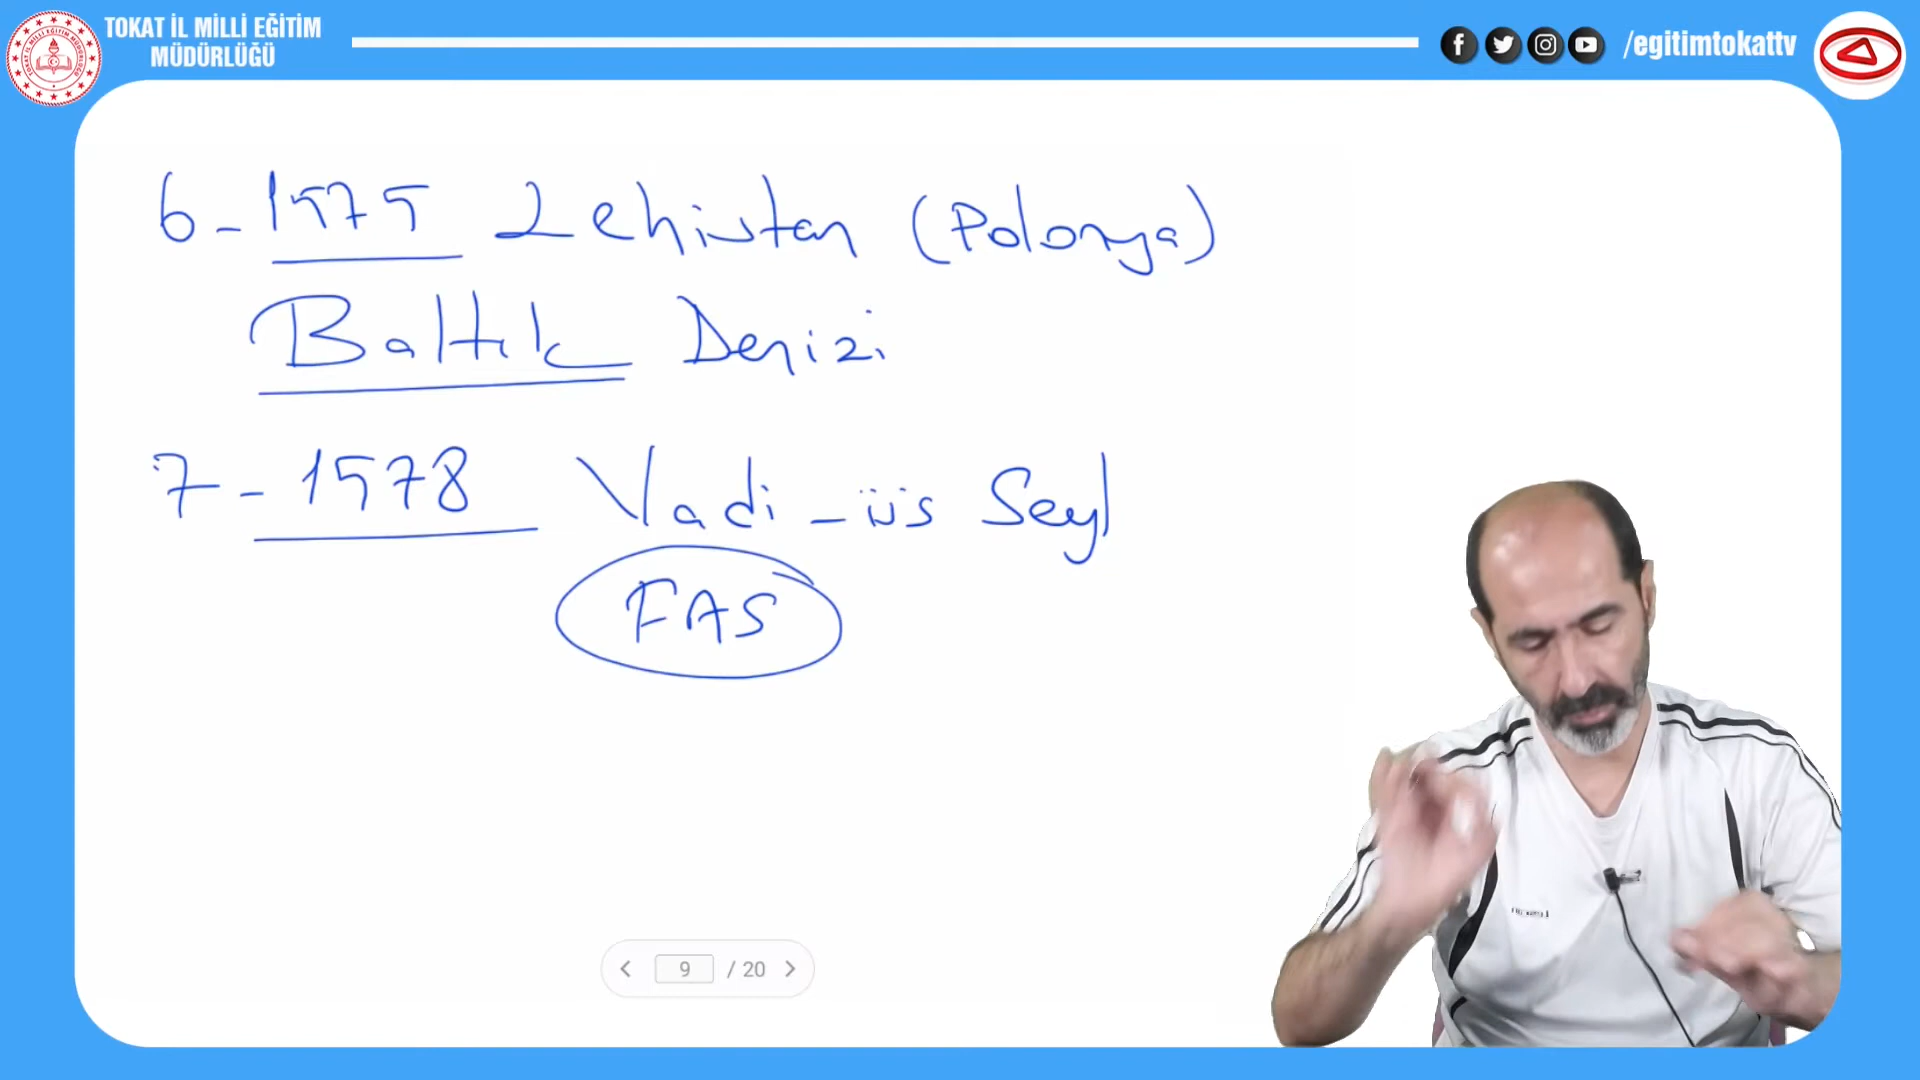 TOKAT İL MİLLİ EĞİTİM
MÜDÜRLÜĞÜ
/egitimtokattv
6-1575 Lehistan (Polonya)
Baltık Denizi
7-1578 Vadi-üs Seyl
FAS
9 / 20